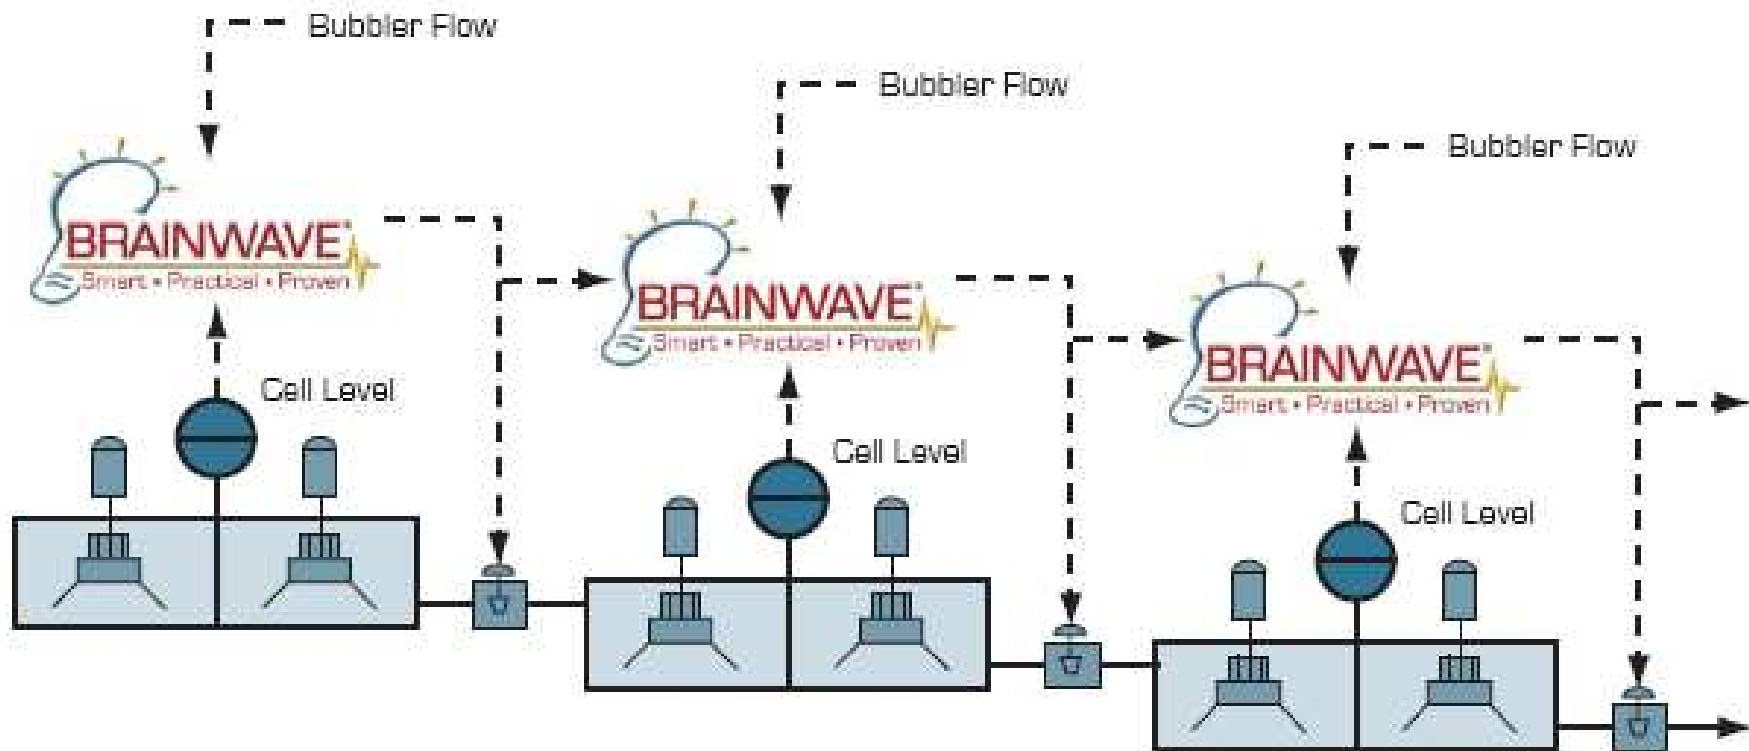 Bubbler Flow
Bubbler Flow
Bubbler Flow
BRAINWAVE®
Smart • Practical • Proven
BRAINWAVE®
Smart • Practical • Proven
BRAINWAVE®
Smart • Practical • Proven
Cell Level
Cell Level
Cell Level